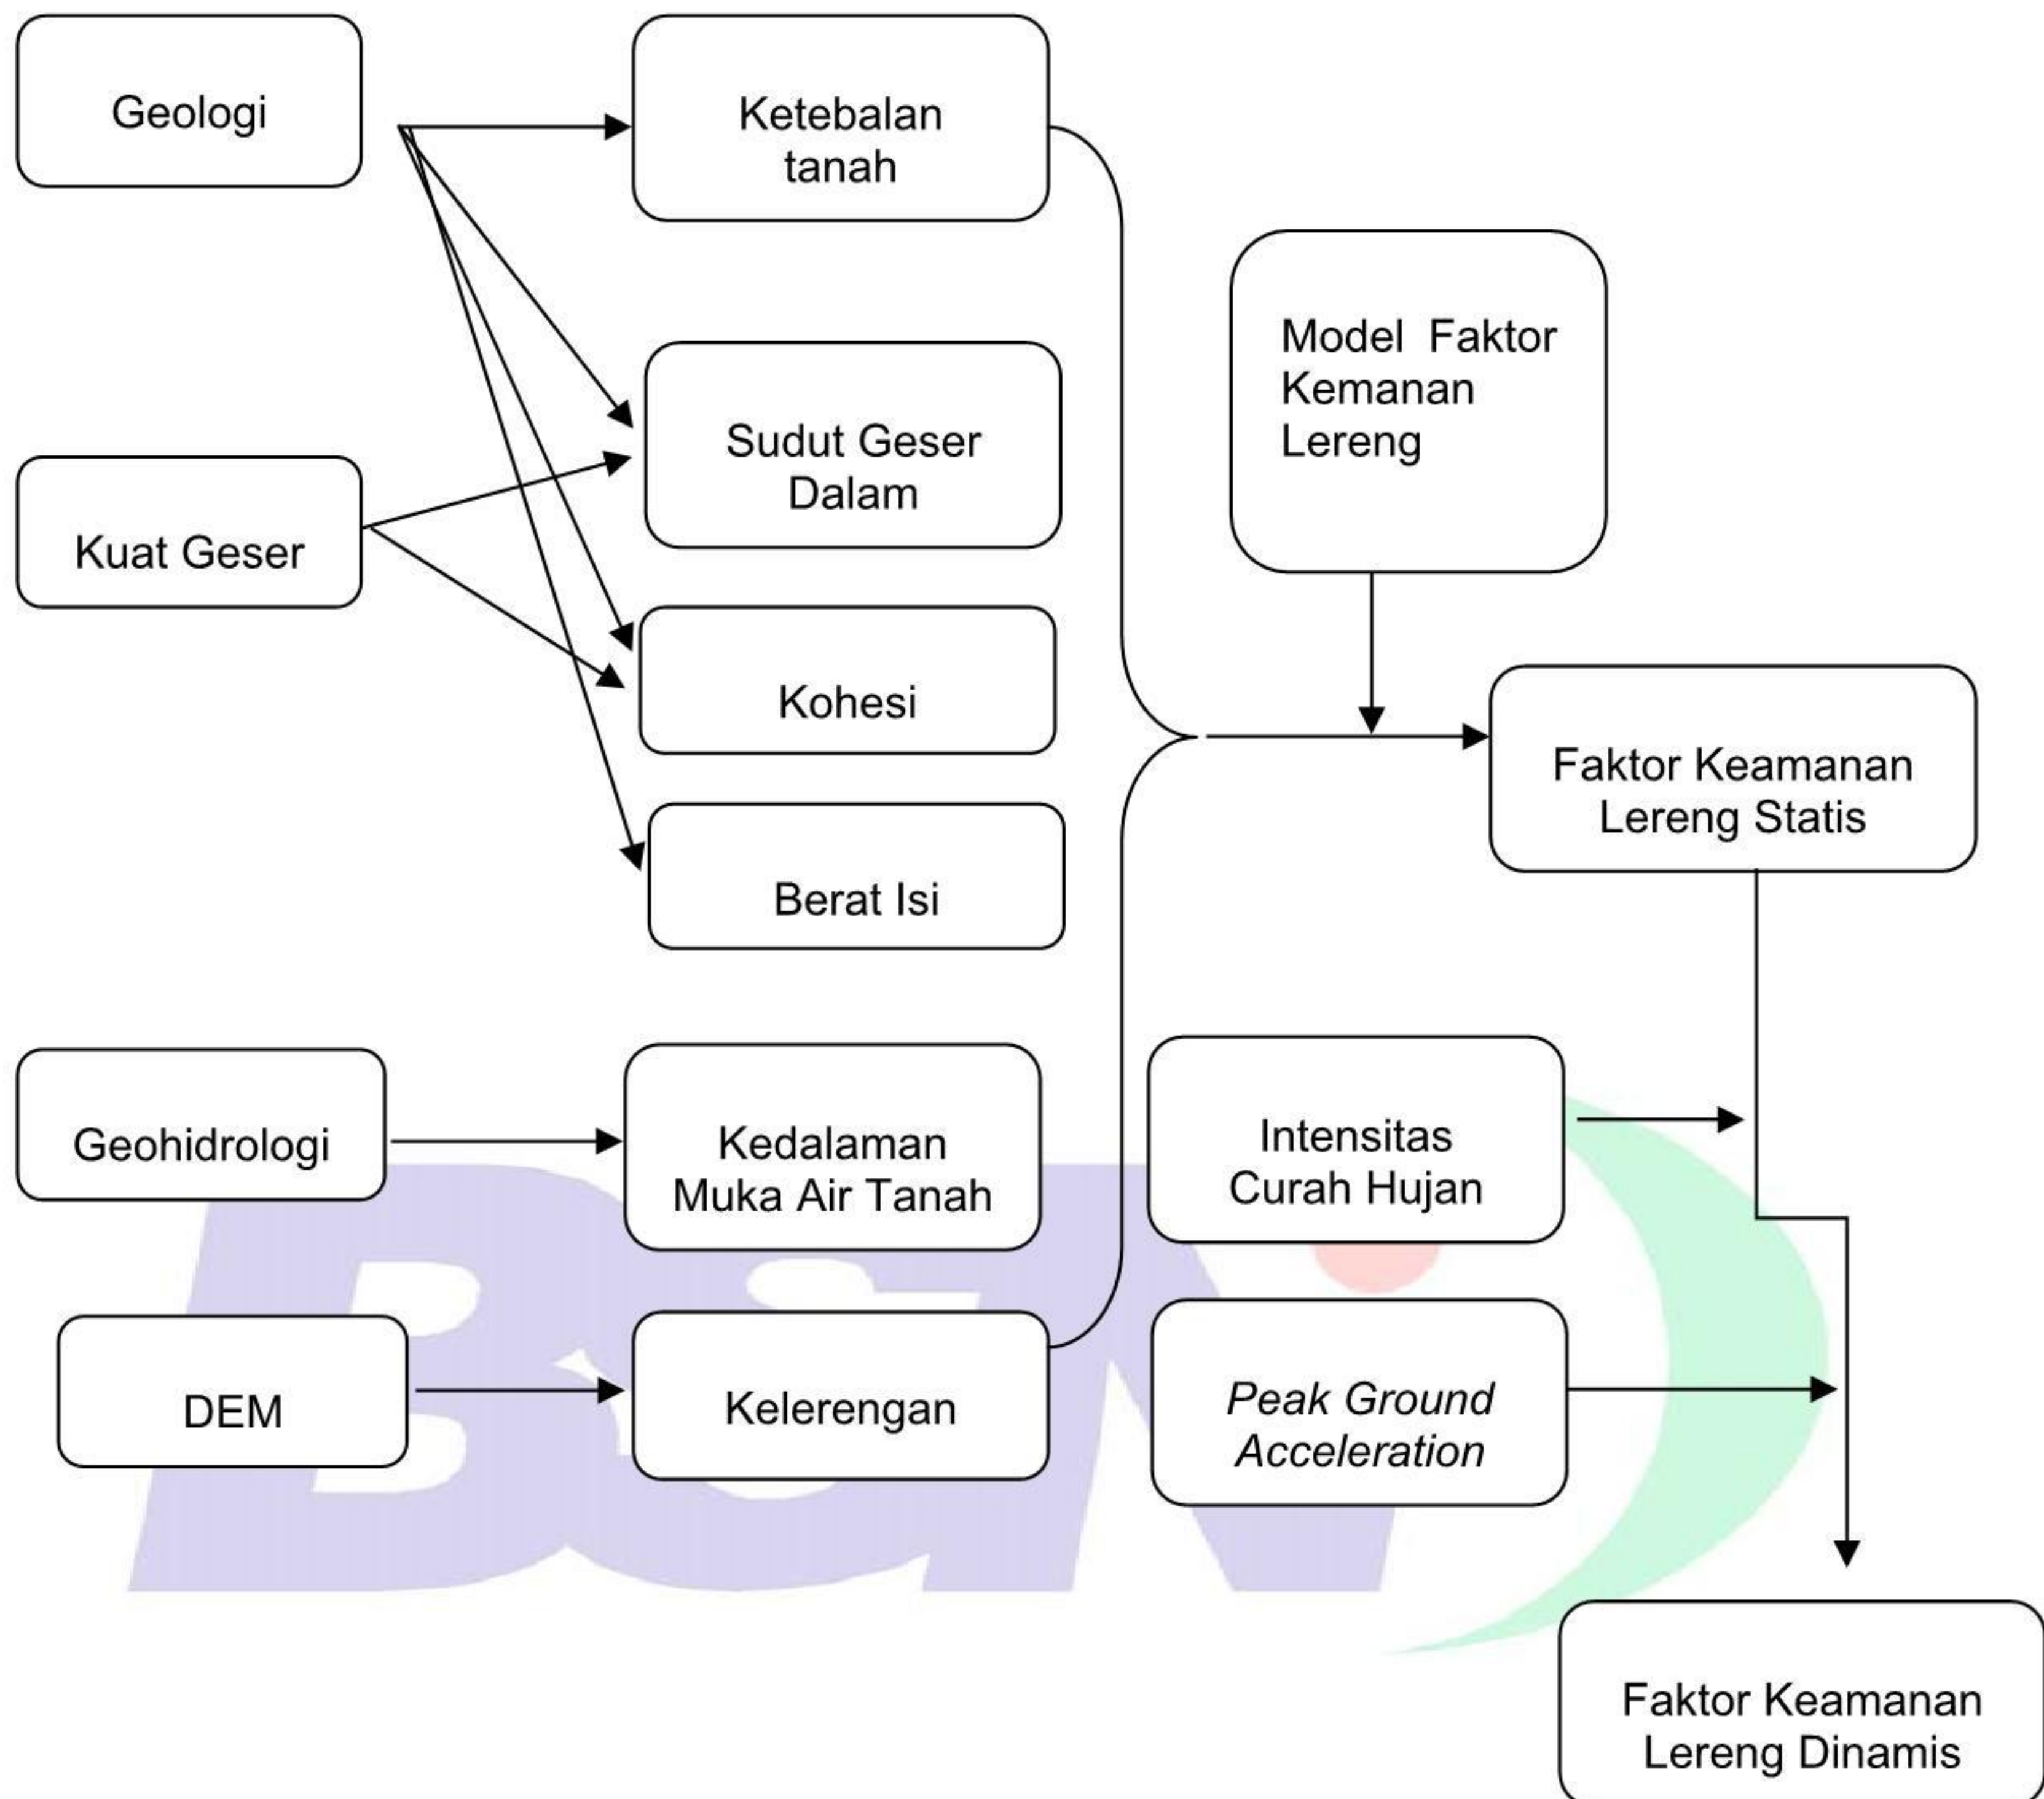 Geologi
Ketebalan
tanah
Model Faktor
Kemanan
Lereng
Sudut Geser
Dalam
Kuat Geser
Kohesi
Faktor Keamanan
Lereng Statis
Berat Isi
Geohidrologi
Kedalaman
Muka Air Tanah
Intensitas
Curah Hujan
DEM
Kelerengan
Peak Ground
Acceleration
Faktor Keamanan
Lereng Dinamis
BSN